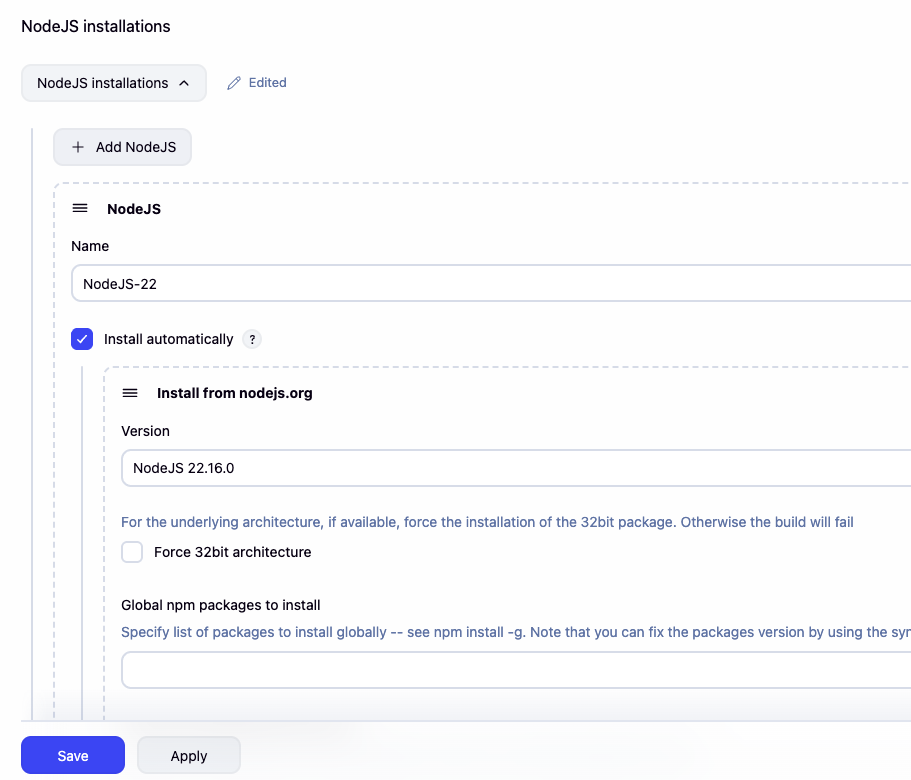 NodeJS installations
NodeJS installations
Edited
Add NodeJS
NodeJS
Name
NodeJS-22
Install automatically ?
Install from nodejs.org
Version
NodeJS 22.16.0
For the underlying architecture, if available, force the installation of the 32bit package. Otherwise the build will fail
Force 32bit architecture
Global npm packages to install
Specify list of packages to install globally -- see npm install -g. Note that you can fix the packages version by using the
Save
Apply